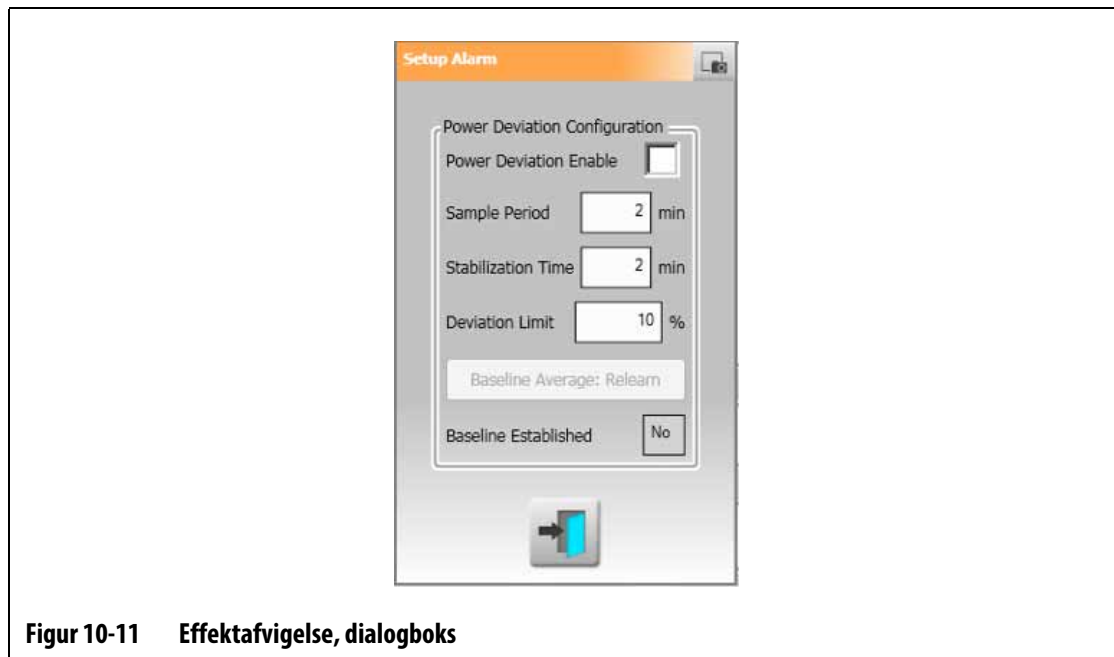 Setup Alarm
Power Deviation Configuration
Power Deviation Enable
Sample Period 2 min
Stabilization Time 2 min
Deviation Limit 10 %
Baseline Average: Relearn
Baseline Established No
Figur 10-11 Effektafvigelse, dialogboks